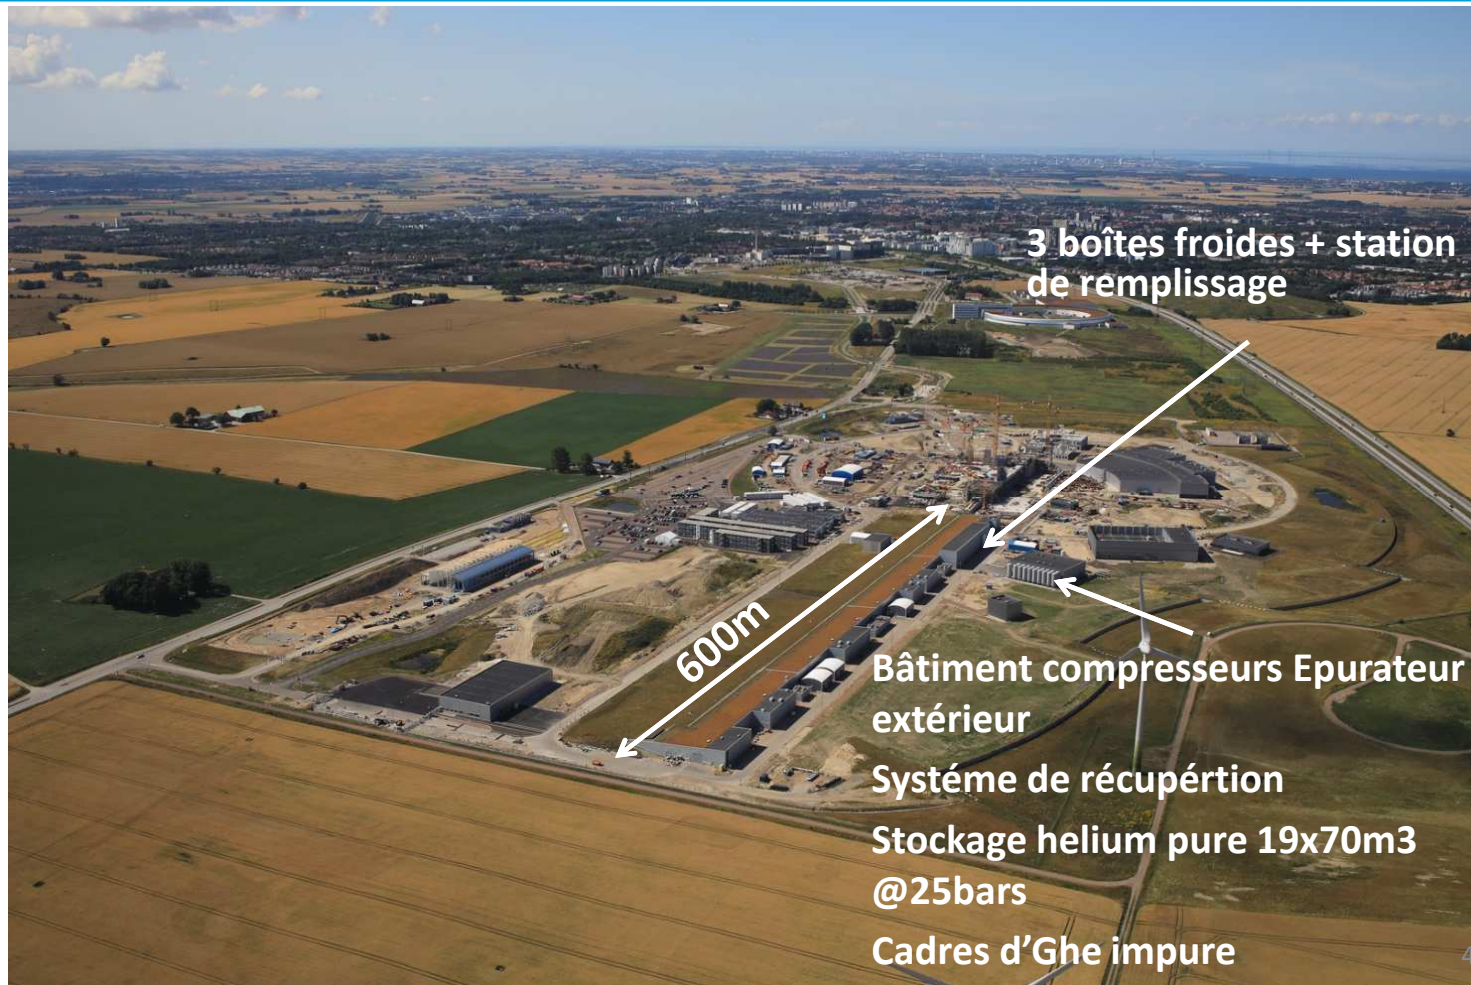 3 boîtes froides + station
de remplissage
600m
Bâtiment compresseurs Epurateur
extérieur
Systéme de récupértion
Stockage helium pure 19x70m3
@25bars
Cadres d’Ghe impure
4